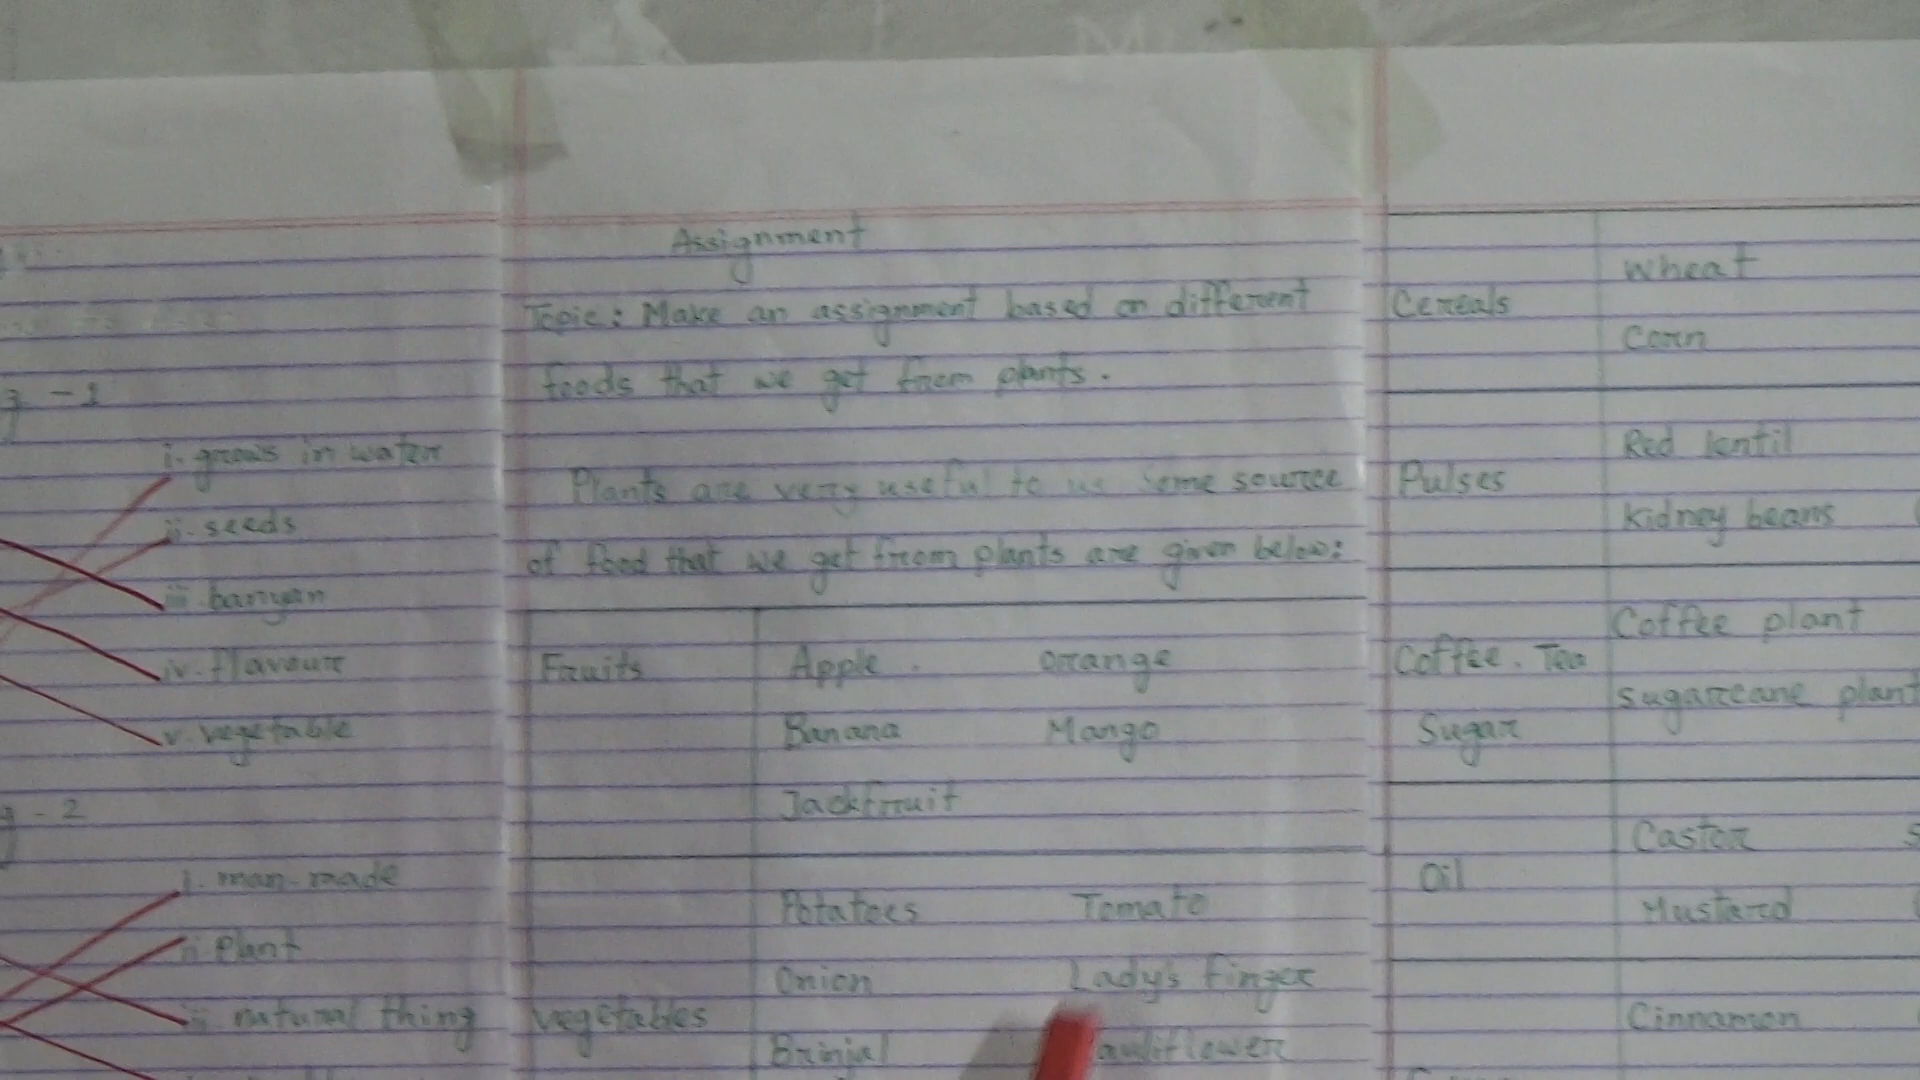 - 1
i. grows in water
ii. seeds
iii. banyan
iv. flavour
v. vegetable
- 2
i. man-made
ii. Plant
iii natural thing
Assignment
Topic: Make an assignment based on different
foods that we get from plants.
Plants are very useful to us some source
of food that we get from plants are given below:
Fruits Apple. Orange
Banana Mango
Jackfruit
Potatoes Tomato
Onion Lady's finger
vegetables
Brinjal cauliflower
Wheat
Cereals
Corn
Red lentil
Pulses
Kidney beans
Coffee plant
Coffee. Tea
sugarcane plant
Sugar
Castor
Oil
Mustard
Cinnamon